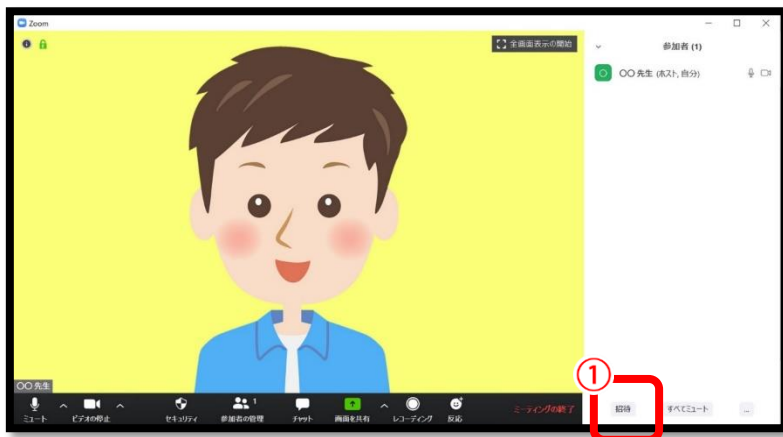 Zoom
全画面表示の開始
参加者 (1)
〇〇 先生 (ホスト, 自分)
〇〇 先生
ミュート
ビデオの停止
セキュリティ
参加者の管理
1
チャット
画面を共有
レコーディング
反応
ミーティングの終了
①
招待
すべてミュート
...